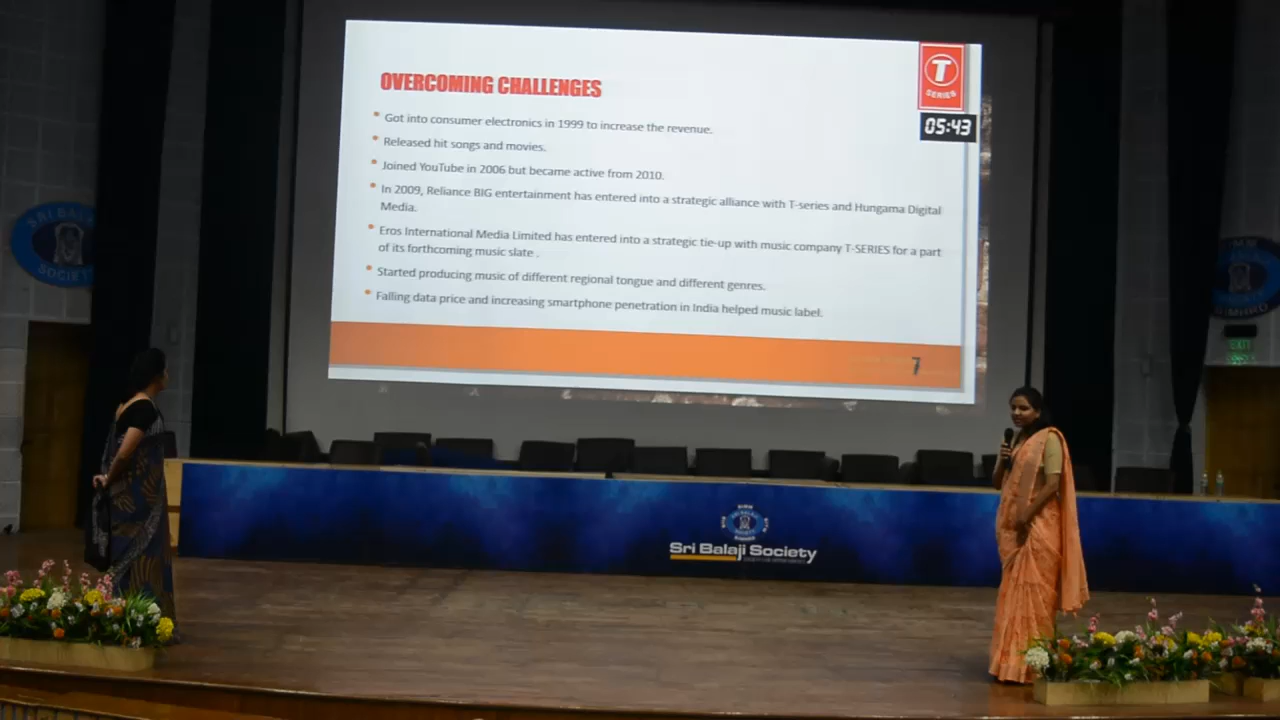 OVERCOMING CHALLENGES
T
SERIES
05:43
Got into consumer electronics in 1999 to increase the revenue.
Released hit songs and movies.
Joined YouTube in 2006 but became active from 2010.
In 2009, Reliance BIG entertainment has entered into a strategic alliance with T-series and Hungama Digital
Media.
Eros International Media Limited has entered into a strategic tie-up with music company T-SERIES for a part
of its forthcoming music slate .
Started producing music of different regional tongue and different genres.
Falling data price and increasing smartphone penetration in India helped music label.
7
SRI BALA
SOCIETY
EXIT
Sri Balaji Society